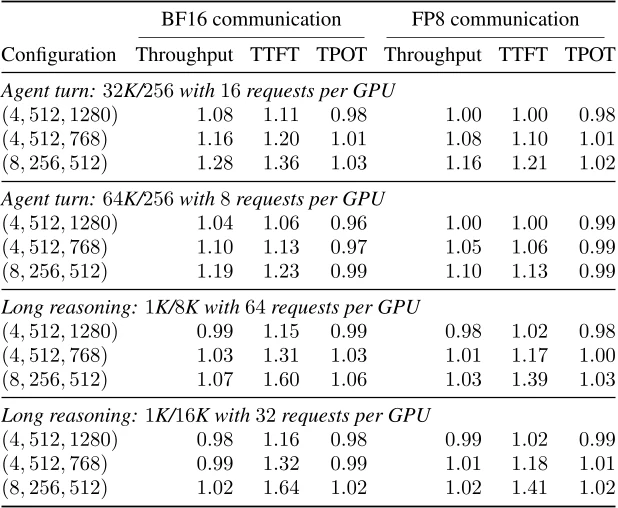 BF16 communication FP8 communication
Configuration Throughput TTFT TPOT Throughput TTFT TPOT
Agent turn: 32K/256 with 16 requests per GPU
(4, 512, 1280) 1.08 1.11 0.98 1.00 1.00 0.98
(4, 512, 768) 1.16 1.20 1.01 1.08 1.10 1.01
(8, 256, 512) 1.28 1.36 1.03 1.16 1.21 1.02
Agent turn: 64K/256 with 8 requests per GPU
(4, 512, 1280) 1.04 1.06 0.96 1.00 1.00 0.99
(4, 512, 768) 1.10 1.13 0.97 1.05 1.06 0.99
(8, 256, 512) 1.19 1.23 0.99 1.10 1.13 0.99
Long reasoning: 1K/8K with 64 requests per GPU
(4, 512, 1280) 0.99 1.15 0.99 0.98 1.02 0.98
(4, 512, 768) 1.03 1.31 1.03 1.01 1.17 1.00
(8, 256, 512) 1.07 1.60 1.06 1.03 1.39 1.03
Long reasoning: 1K/16K with 32 requests per GPU
(4, 512, 1280) 0.98 1.16 0.98 0.99 1.02 0.99
(4, 512, 768) 0.99 1.32 0.99 1.01 1.18 1.01
(8, 256, 512) 1.02 1.64 1.02 1.02 1.41 1.02